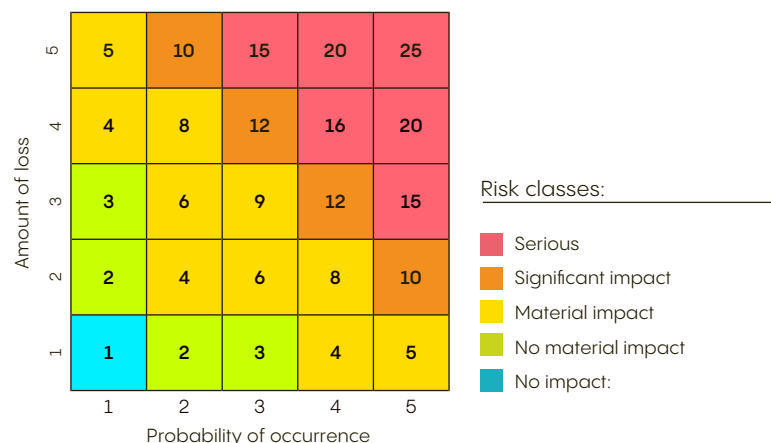 5 5 10 15 20 25
4 4 8 12 16 20
3 3 6 9 12 15
2 2 4 6 8 10
1 1 2 3 4 5
1 2 3 4 5
Amount of loss
Probability of occurrence
Risk classes:
Serious
Significant impact
Material impact
No material impact
No impact: